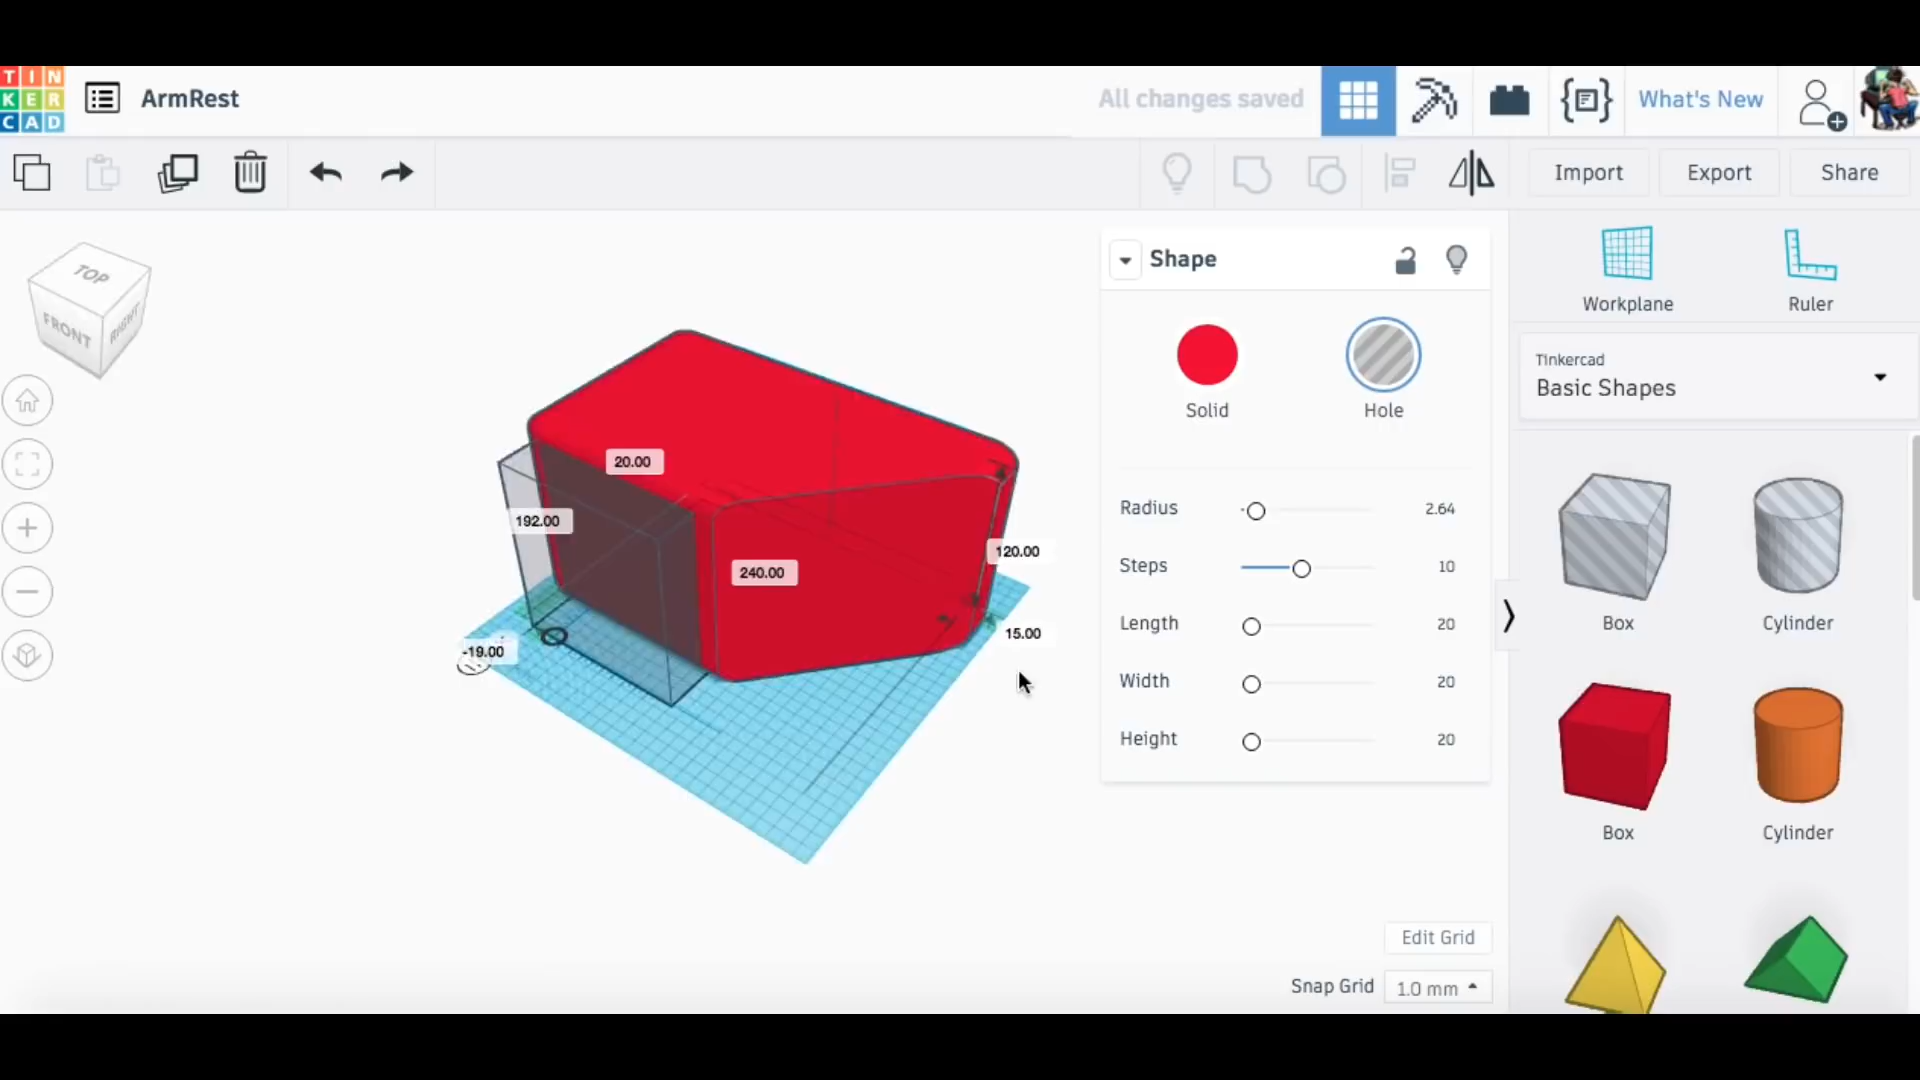 TIN
KER
CAD
ArmRest
All changes saved
What's New
Import
Export
Share
TOP
FRONT
RIGHT
Shape
Solid
Hole
Radius
2.64
Steps
10
Length
20
Width
20
Height
20
20.00
192.00
240.00
120.00
15.00
-19.00
Workplane
Ruler
Tinkercad
Basic Shapes
Box
Cylinder
Box
Cylinder
Edit Grid
Snap Grid
1.0 mm